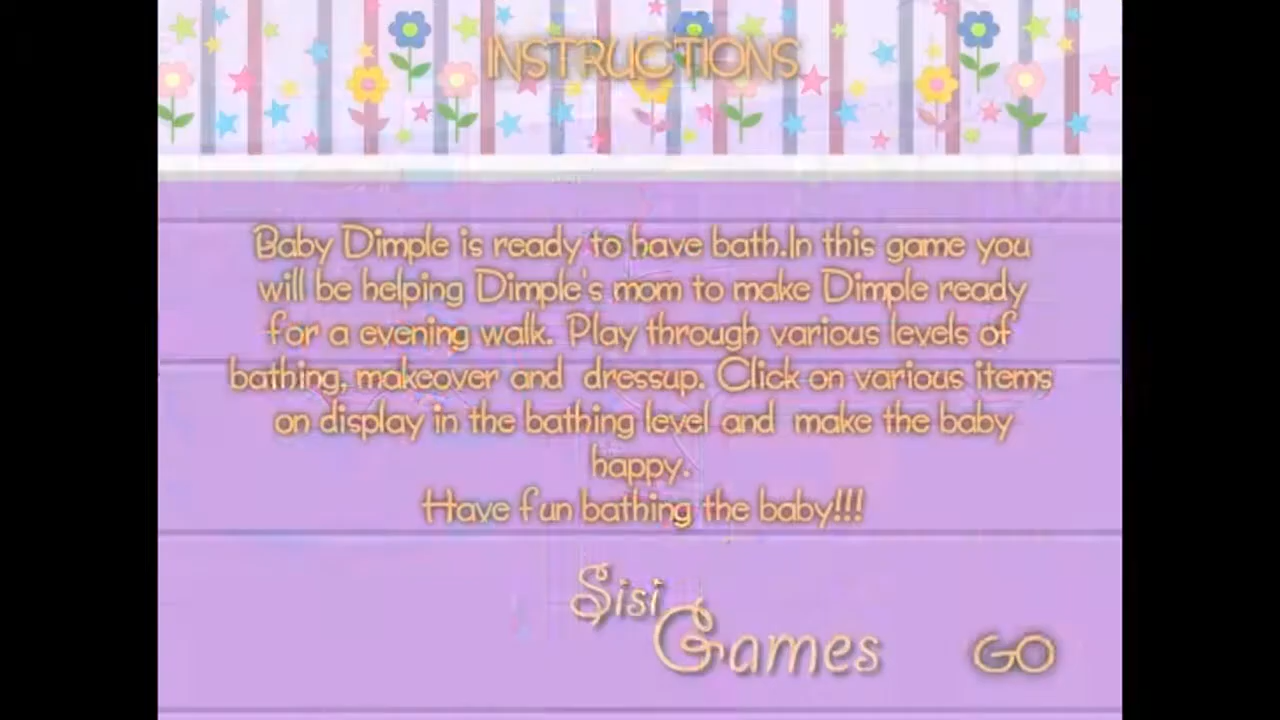 INSTRUCTIONS
Baby Dimple is ready to have bath.In this game you
will be helping Dimple's mom to make Dimple ready
for a evening walk. Play through various levels of
bathing, makeover and dressup. Click on various items
on display in the bathing level and make the baby
happy.
Have fun bathing the baby!!!
Sisi
Games
GO